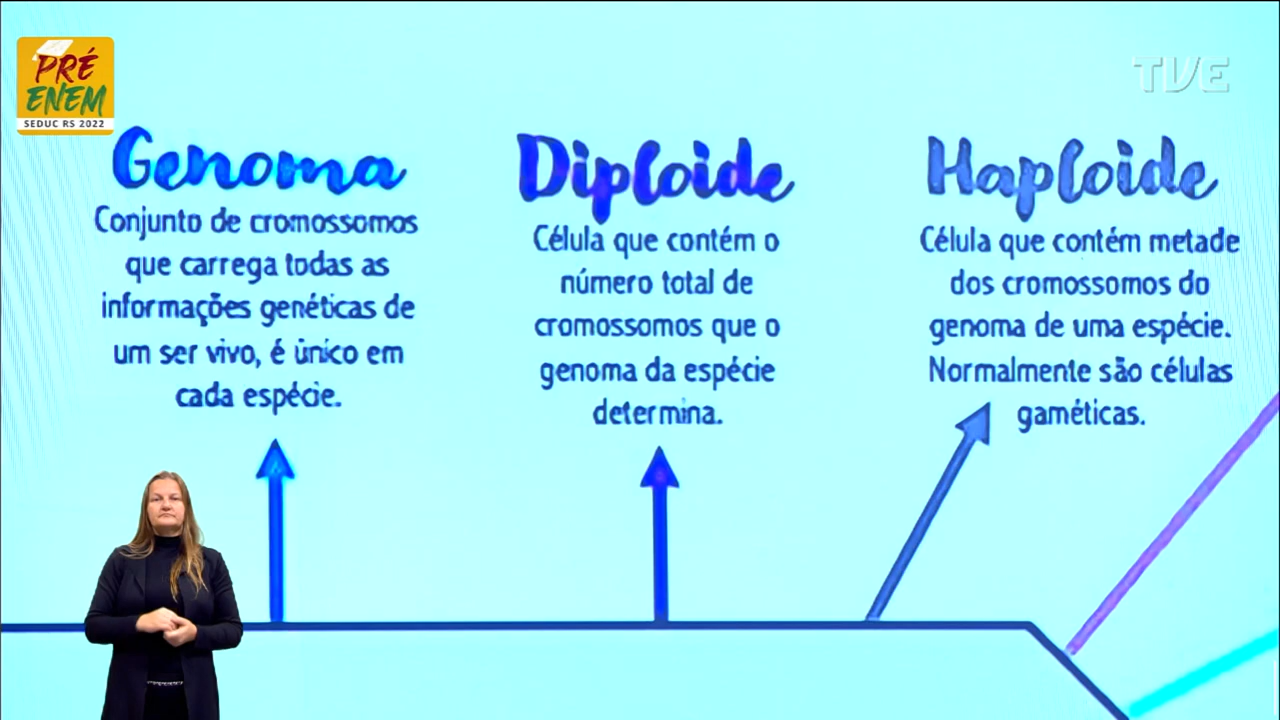 PRÉ
ENEM
SEDUC RS 2022
TVE
Genoma
Conjunto de cromossomos
que carrega todas as
informações genéticas de
um ser vivo, é único em
cada espécie.
Diploide
Célula que contém o
número total de
cromossomos que o
genoma da espécie
determina.
Haploide
Célula que contém metade
dos cromossomos do
genoma de uma espécie.
Normalmente são células
gaméticas.